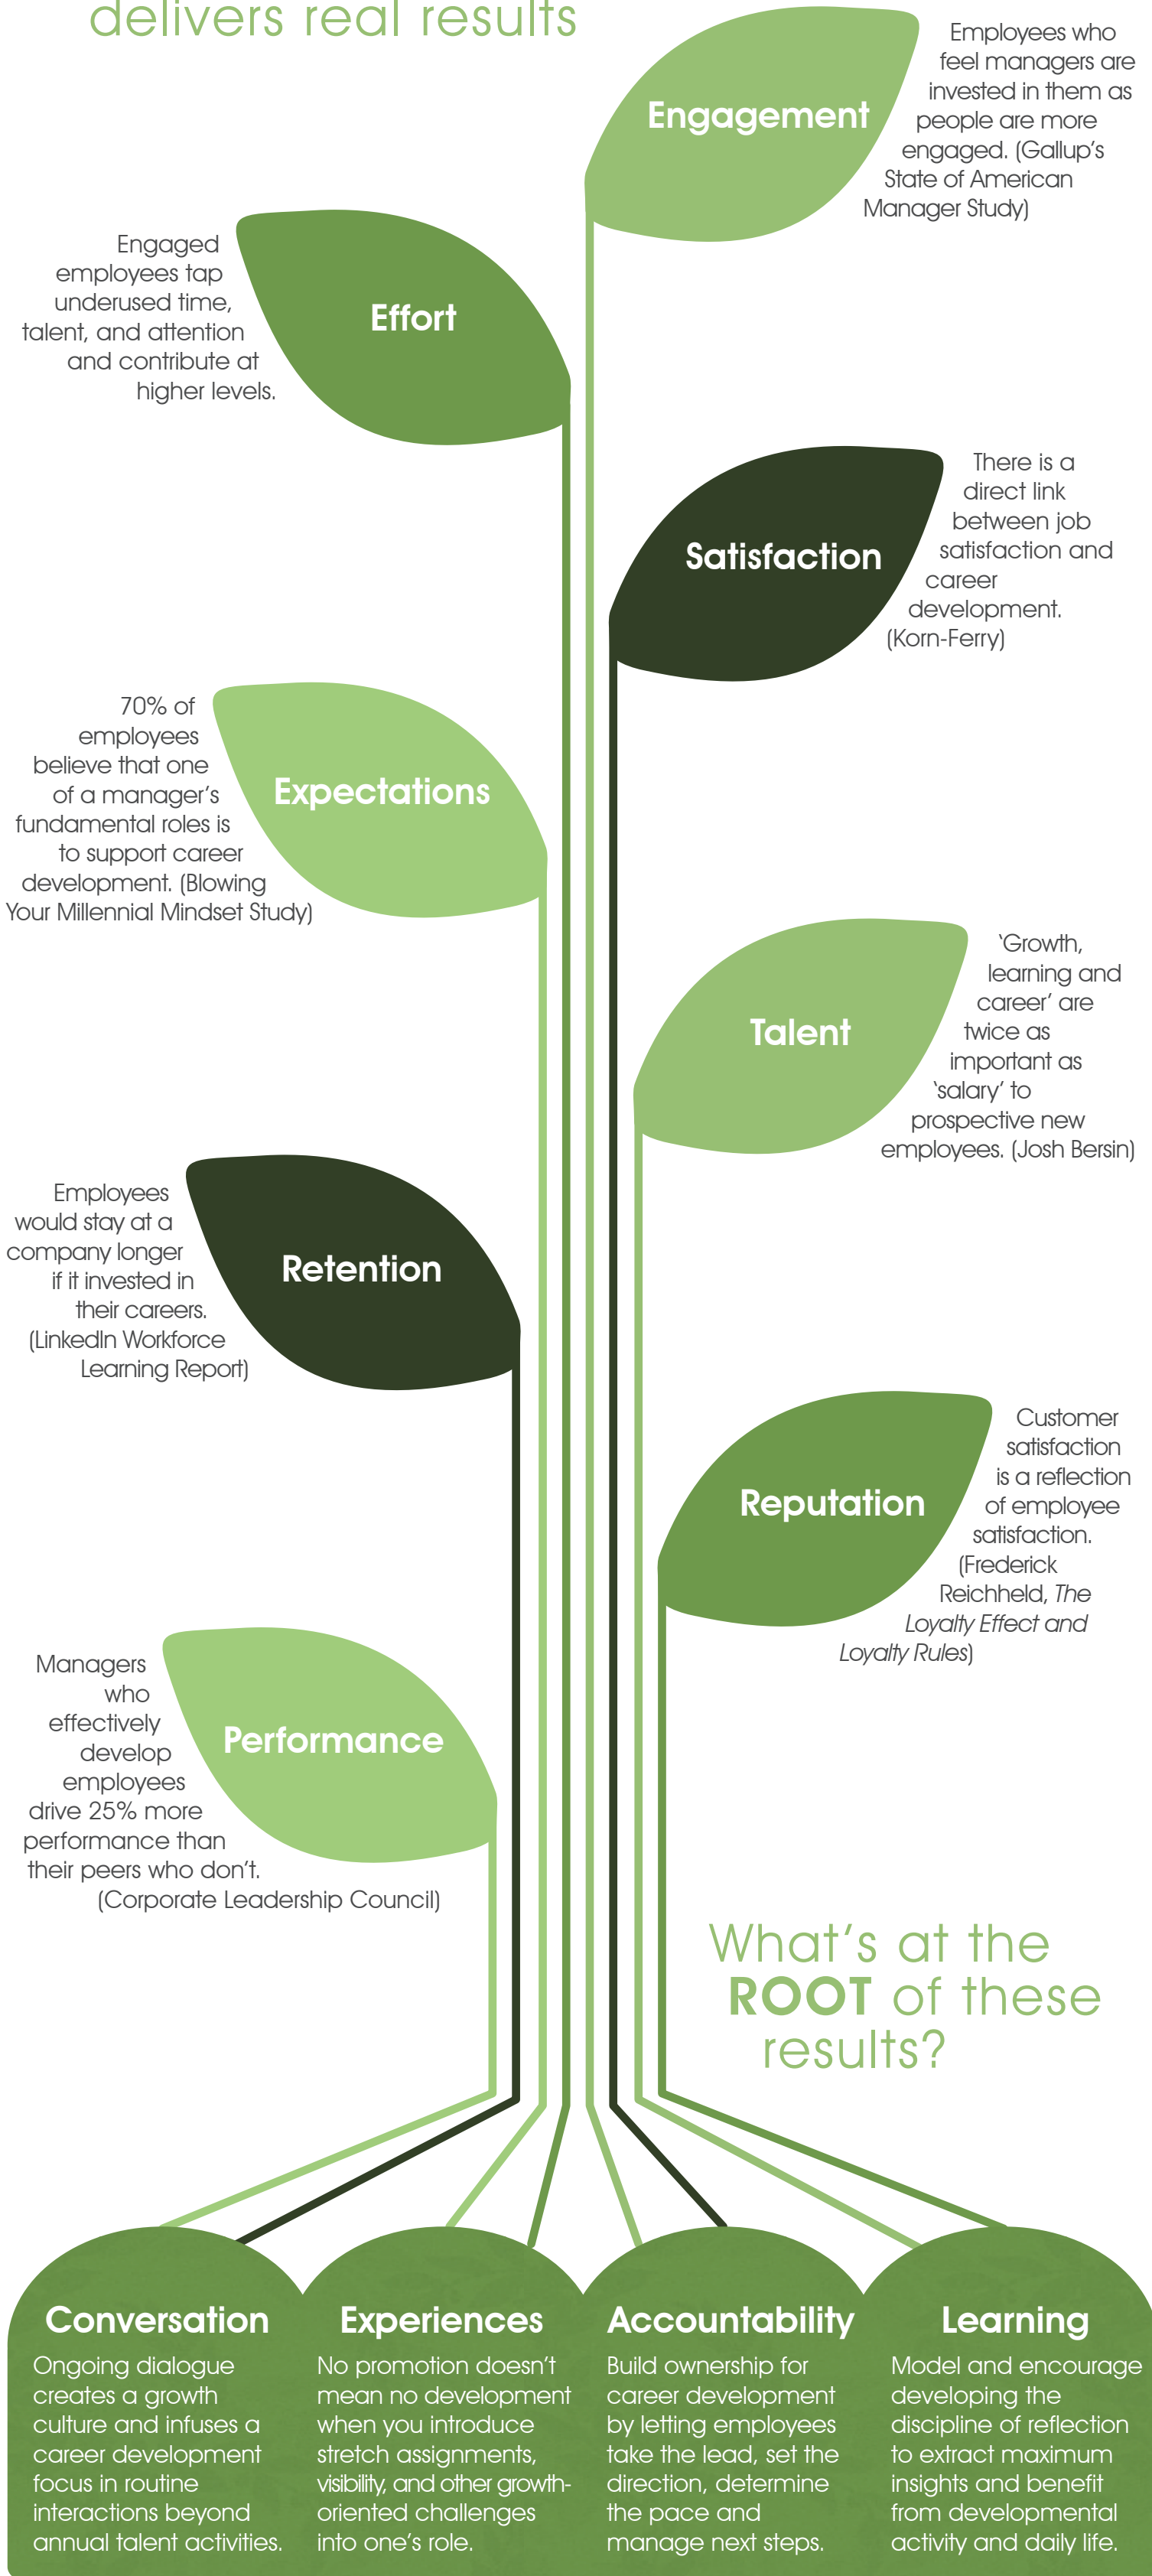 delivers real results
Engagement
Employees who
feel managers are
invested in them as
people are more
engaged. (Gallup’s
State of American
Manager Study)
Effort
Engaged
employees tap
underused time,
talent, and attention
and contribute at
higher levels.
Satisfaction
There is a
direct link
between job
satisfaction and
career
development.
(Korn-Ferry)
Expectations
70% of
employees
believe that one
of a manager’s
fundamental roles is
to support career
development. (Blowing
Your Millennial Mindset Study)
Talent
‘Growth,
learning and
career’ are
twice as
important as
‘salary’ to
prospective new
employees. (Josh Bersin)
Retention
Employees
would stay at a
company longer
if it invested in
their careers.
(LinkedIn Workforce
Learning Report)
Reputation
Customer
satisfaction
is a reflection
of employee
satisfaction.
(Frederick
Reichheld, The
Loyalty Effect and
Loyalty Rules)
Performance
Managers
who
effectively
develop
employees
drive 25% more
performance than
their peers who don’t.
(Corporate Leadership Council)
What’s at the
ROOT of these
results?
Conversation
Ongoing dialogue
creates a growth
culture and infuses a
career development
focus in routine
interactions beyond
annual talent activities.
Experiences
No promotion doesn’t
mean no development
when you introduce
stretch assignments,
visibility, and other growth-
oriented challenges
into one’s role.
Accountability
Build ownership for
career development
by letting employees
take the lead, set the
direction, determine
the pace and
manage next steps.
Learning
Model and encourage
developing the
discipline of reflection
to extract maximum
insights and benefit
from developmental
activity and daily life.